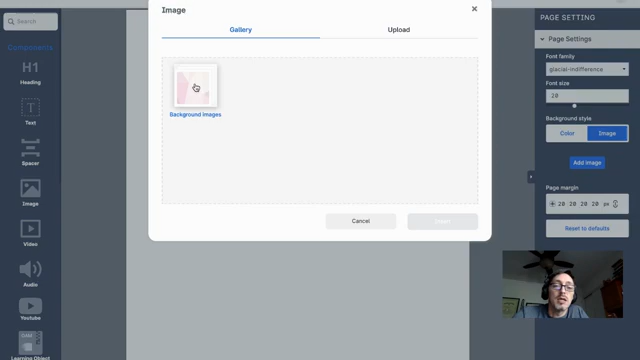 Search
Components
H1
Heading
T
Text
Spacer
Image
Video
Audio
Youtube
OAM
Learning Object
Image
Gallery
Upload
Background Images
Cancel
PAGE SETTING
Page Settings
Font family
glacial-indifference
Font size
20
Background style
Color
Image
Add image
Page margin
20 20 20 20 px
Reset to defaults